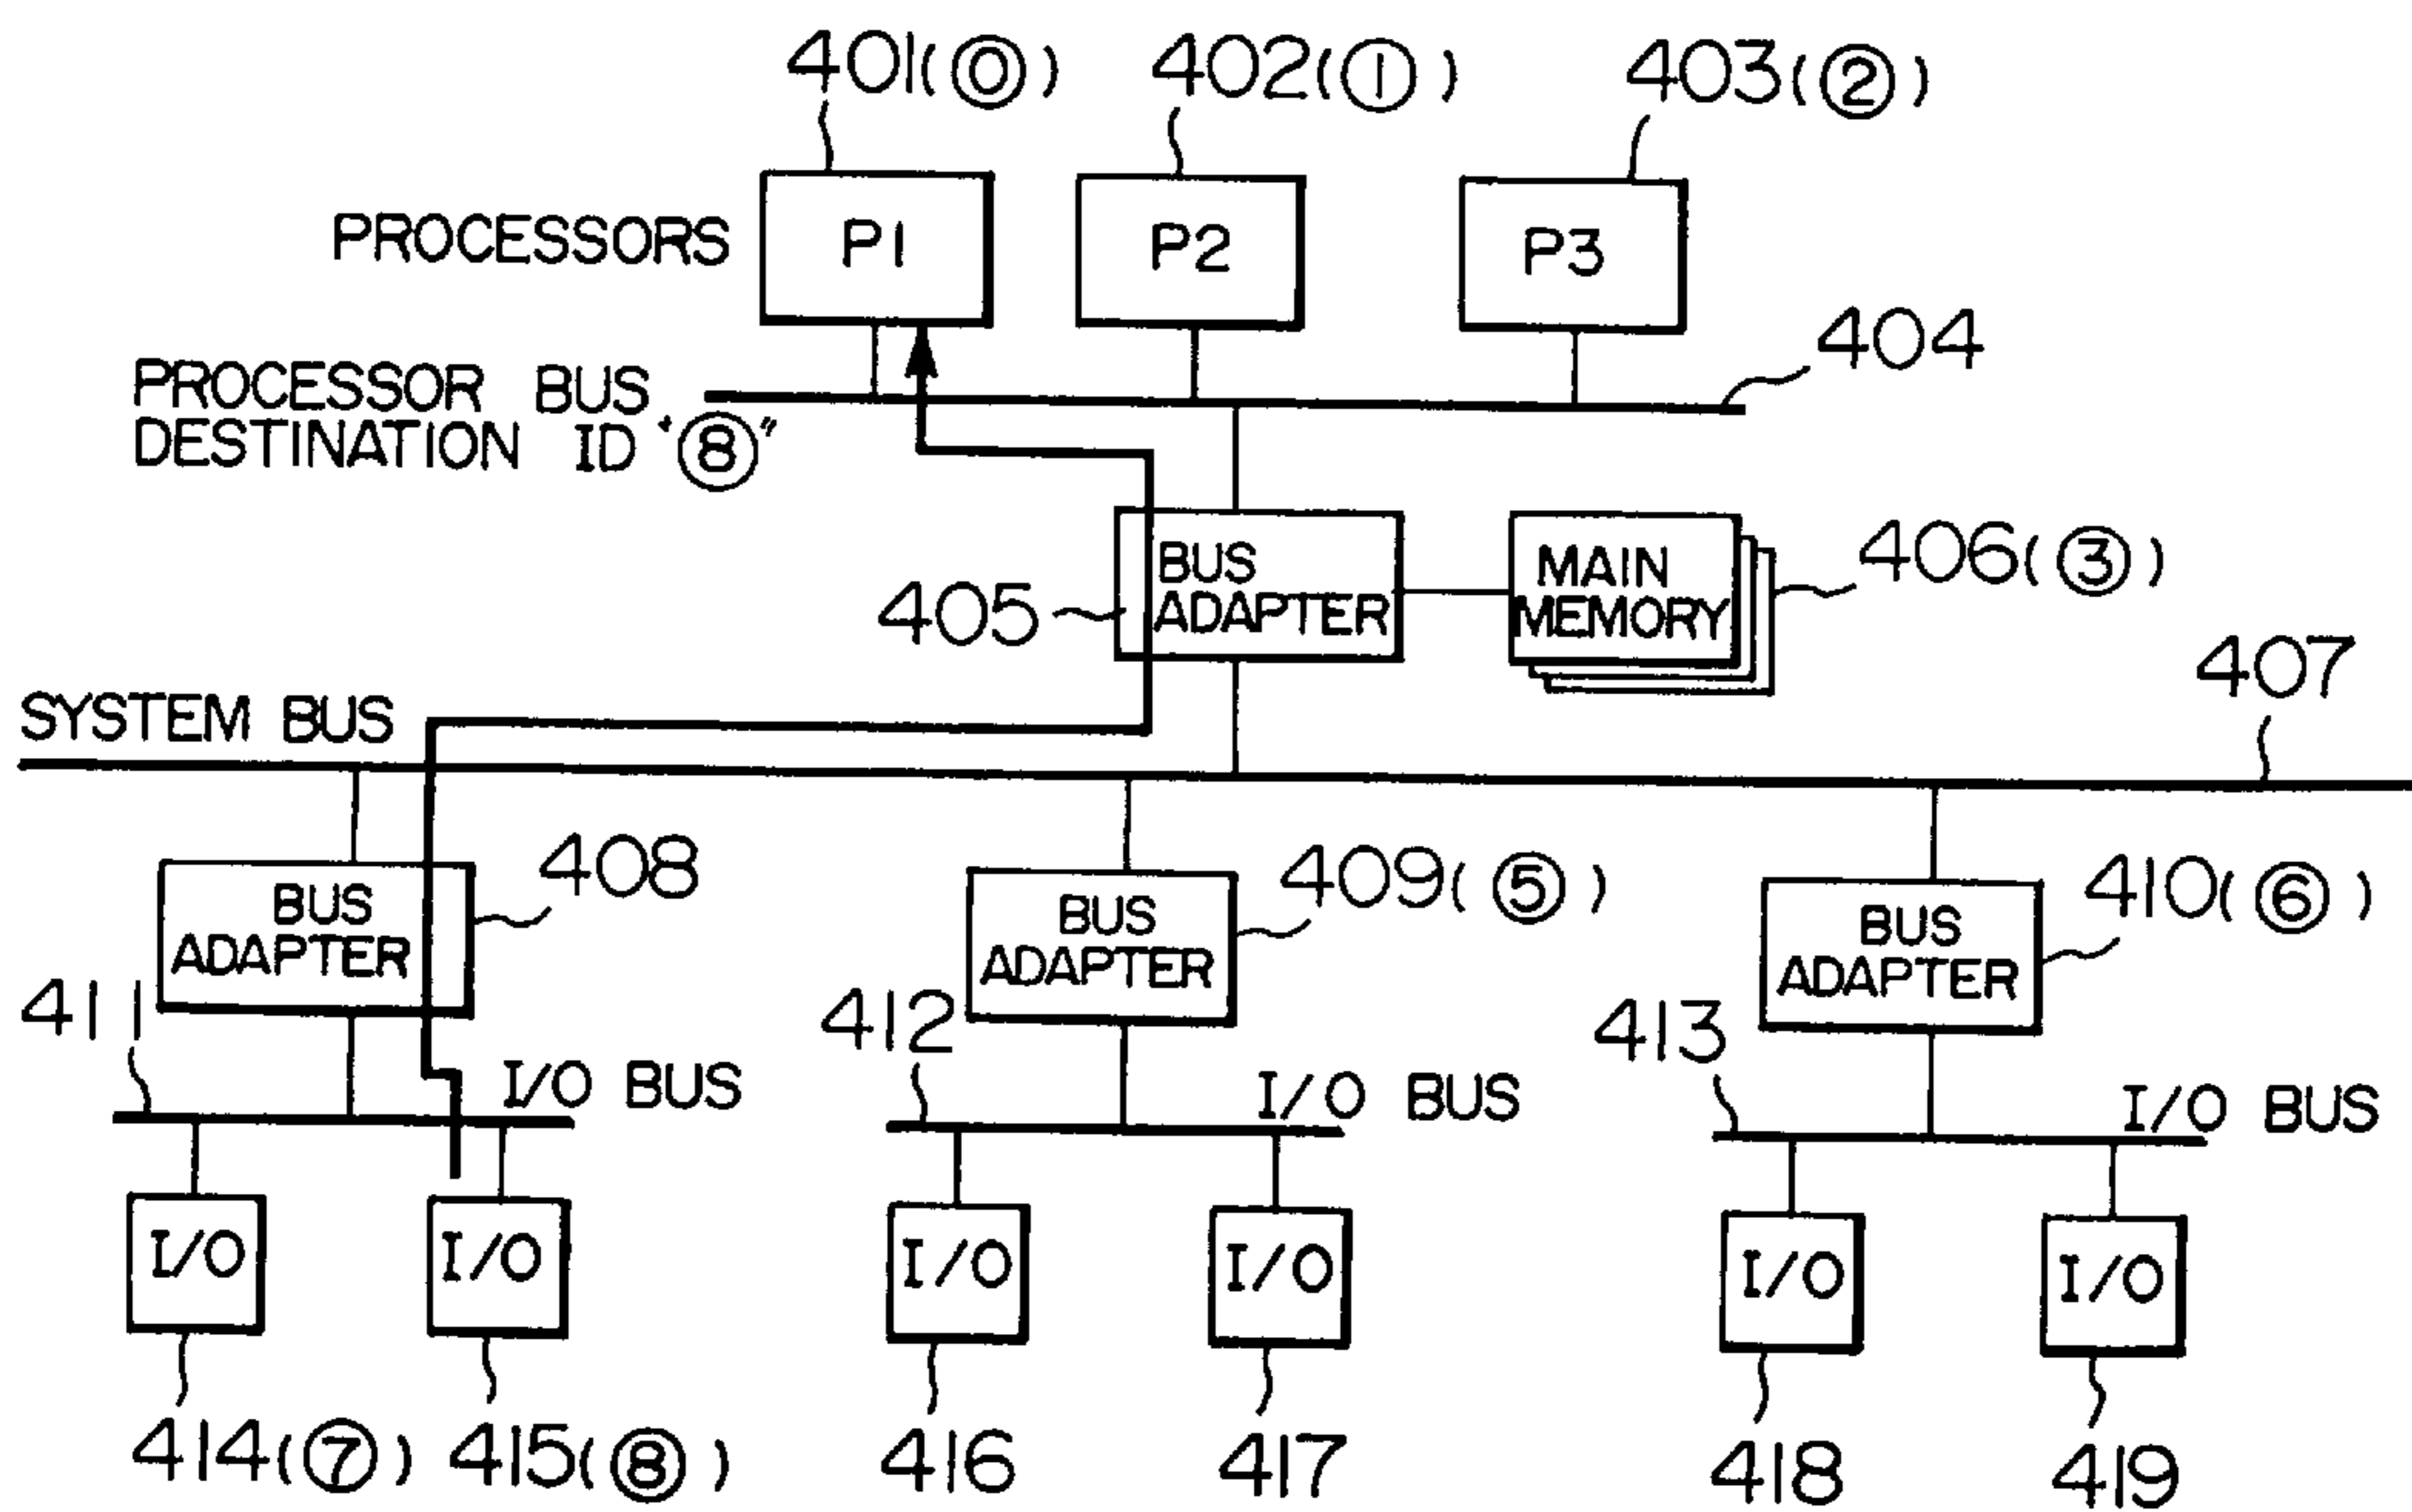 401(⓪)
402(①)
403(②)
PROCESSORS
P1
P2
P3
404
PROCESSOR BUS
DESTINATION ID "⑧"
BUS
ADAPTER
MAIN
MEMORY
406(③)
405
407
SYSTEM BUS
408
409(⑤)
410(⑥)
BUS
ADAPTER
BUS
ADAPTER
BUS
ADAPTER
411
412
413
I/O BUS
I/O BUS
I/O BUS
I/O
I/O
I/O
I/O
I/O
I/O
414(⑦)
415(⑧)
416
417
418
419